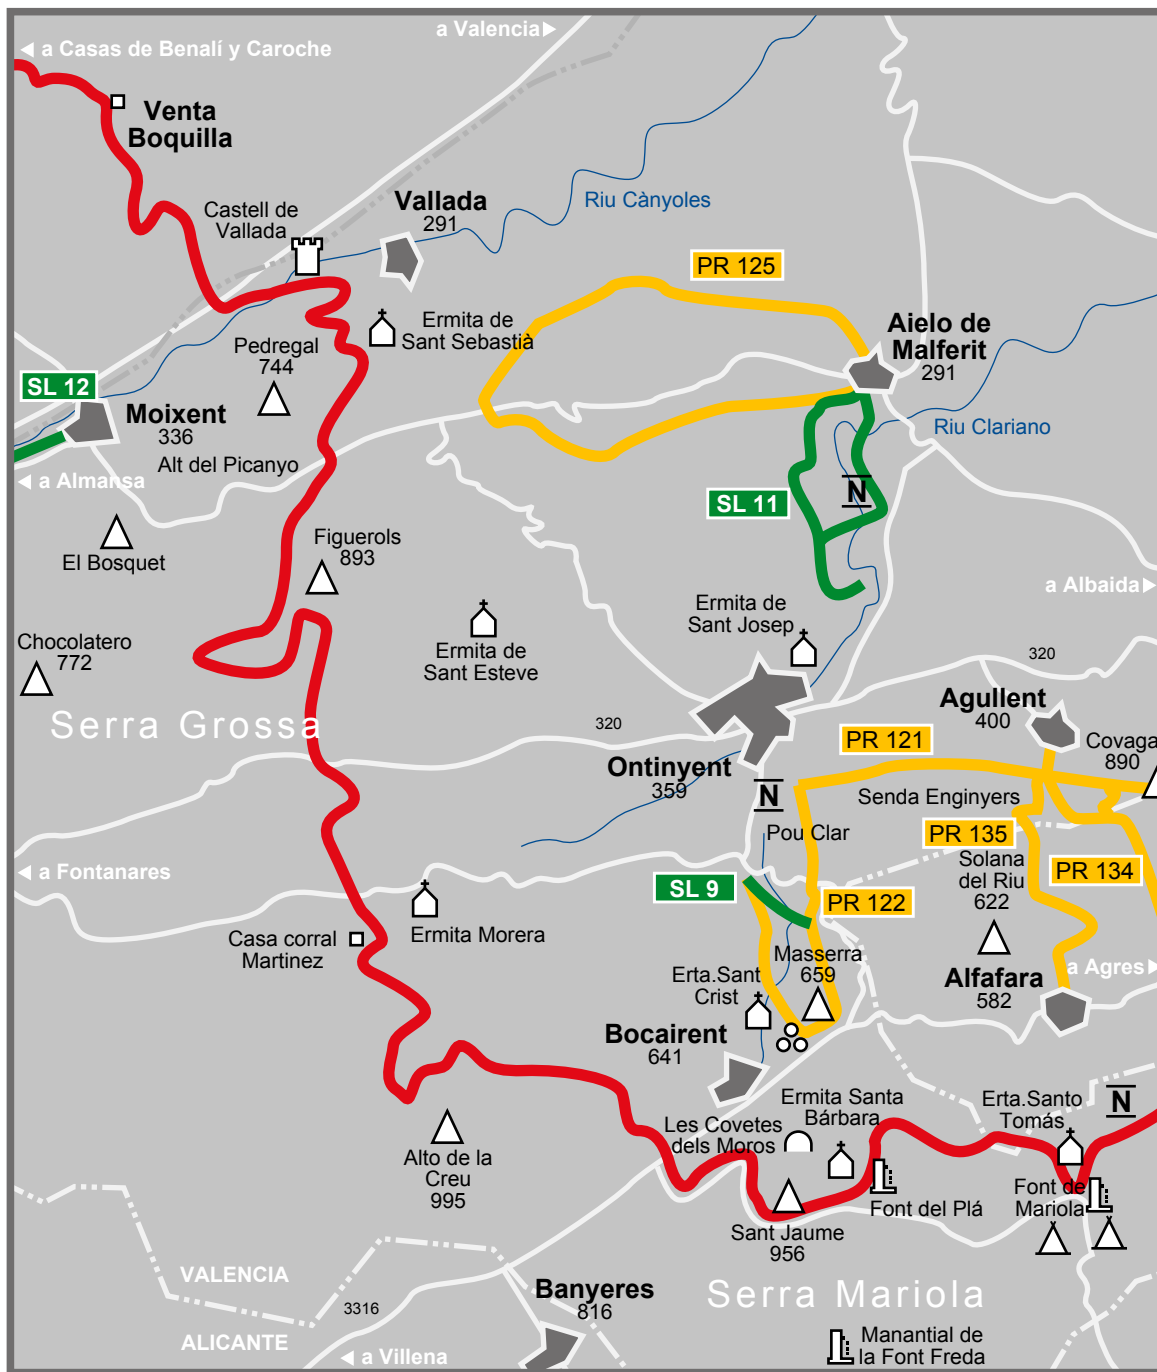 a Valencia
a Casas de Benalí y Caroche
Venta
Boquilla
Castell de
Vallada
Vallada
291
Riu Cànyoles
PR 125
Ermita de
Sant Sebastià
Aielo de
Malferit
291
Pedregal
744
SL 12
Moixent
336
Alt del Picanyo
Riu Clariano
a Almansa
N
SL 11
El Bosquet
Figuerols
893
a Albaida
Ermita de
Sant Josep
Ermita de
Sant Esteve
Chocolatero
772
320
Serra Grossa
Agullent
400
320
PR 121
Covaga
890
Ontinyent
359
N
Senda Enginyers
Pou Clar
PR 135
Solana
del Riu
622
PR 134
a Fontanares
SL 9
PR 122
Ermita Morera
Casa corral
Martinez
Masserra
659
a Agres
Erta.Sant
Crist
Alfafara
582
Bocairent
641
Ermita Santa
Bárbara
Erta.Santo
Tomás
N
Les Covetes
dels Moros
Alto de la
Creu
995
Font del Plá
Font de
Mariola
Sant Jaume
956
VALENCIA
Banyeres
816
Serra Mariola
3316
ALICANTE
a Villena
Manantial de
la Font Freda